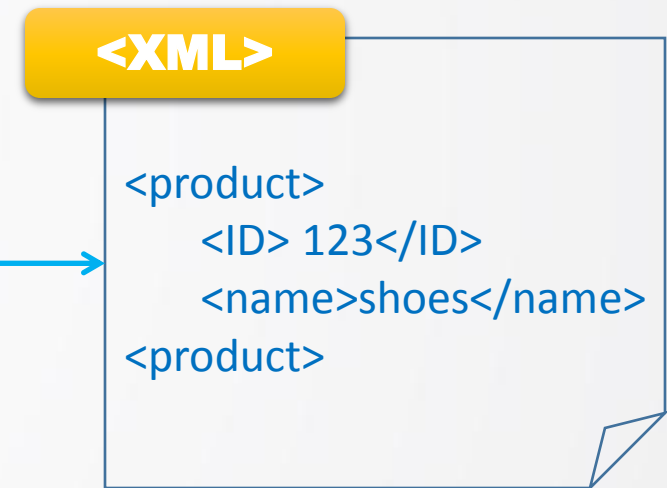 <XML>
<product>
<ID> 123</ID>
<name>shoes</name>
<product>